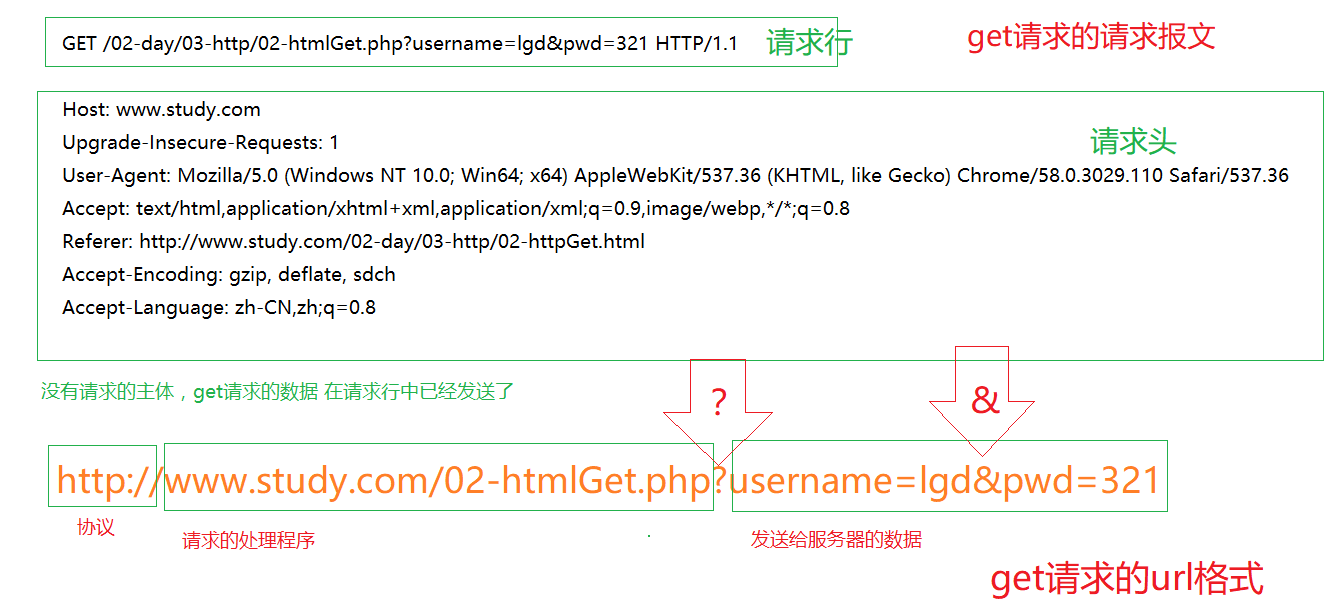 GET /02-day/03-http/02-htmlGet.php?username=lgd&pwd=321 HTTP/1.1 请求行
get请求的请求报文
Host: www.study.com
Upgrade-Insecure-Requests: 1
请求头
User-Agent: Mozilla/5.0 (Windows NT 10.0; Win64; x64) AppleWebKit/537.36 (KHTML, like Gecko) Chrome/58.0.3029.110 Safari/537.36
Accept: text/html,application/xhtml+xml,application/xml;q=0.9,image/webp,*/*;q=0.8
Referer: http://www.study.com/02-day/03-http/02-httpGet.html
Accept-Encoding: gzip, deflate, sdch
Accept-Language: zh-CN,zh;q=0.8
没有请求的主体，get请求的数据 在请求行中已经发送了
?
&
http://www.study.com/02-htmlGet.php?username=lgd&pwd=321
协议
请求的处理程序
发送给服务器的数据
get请求的url格式